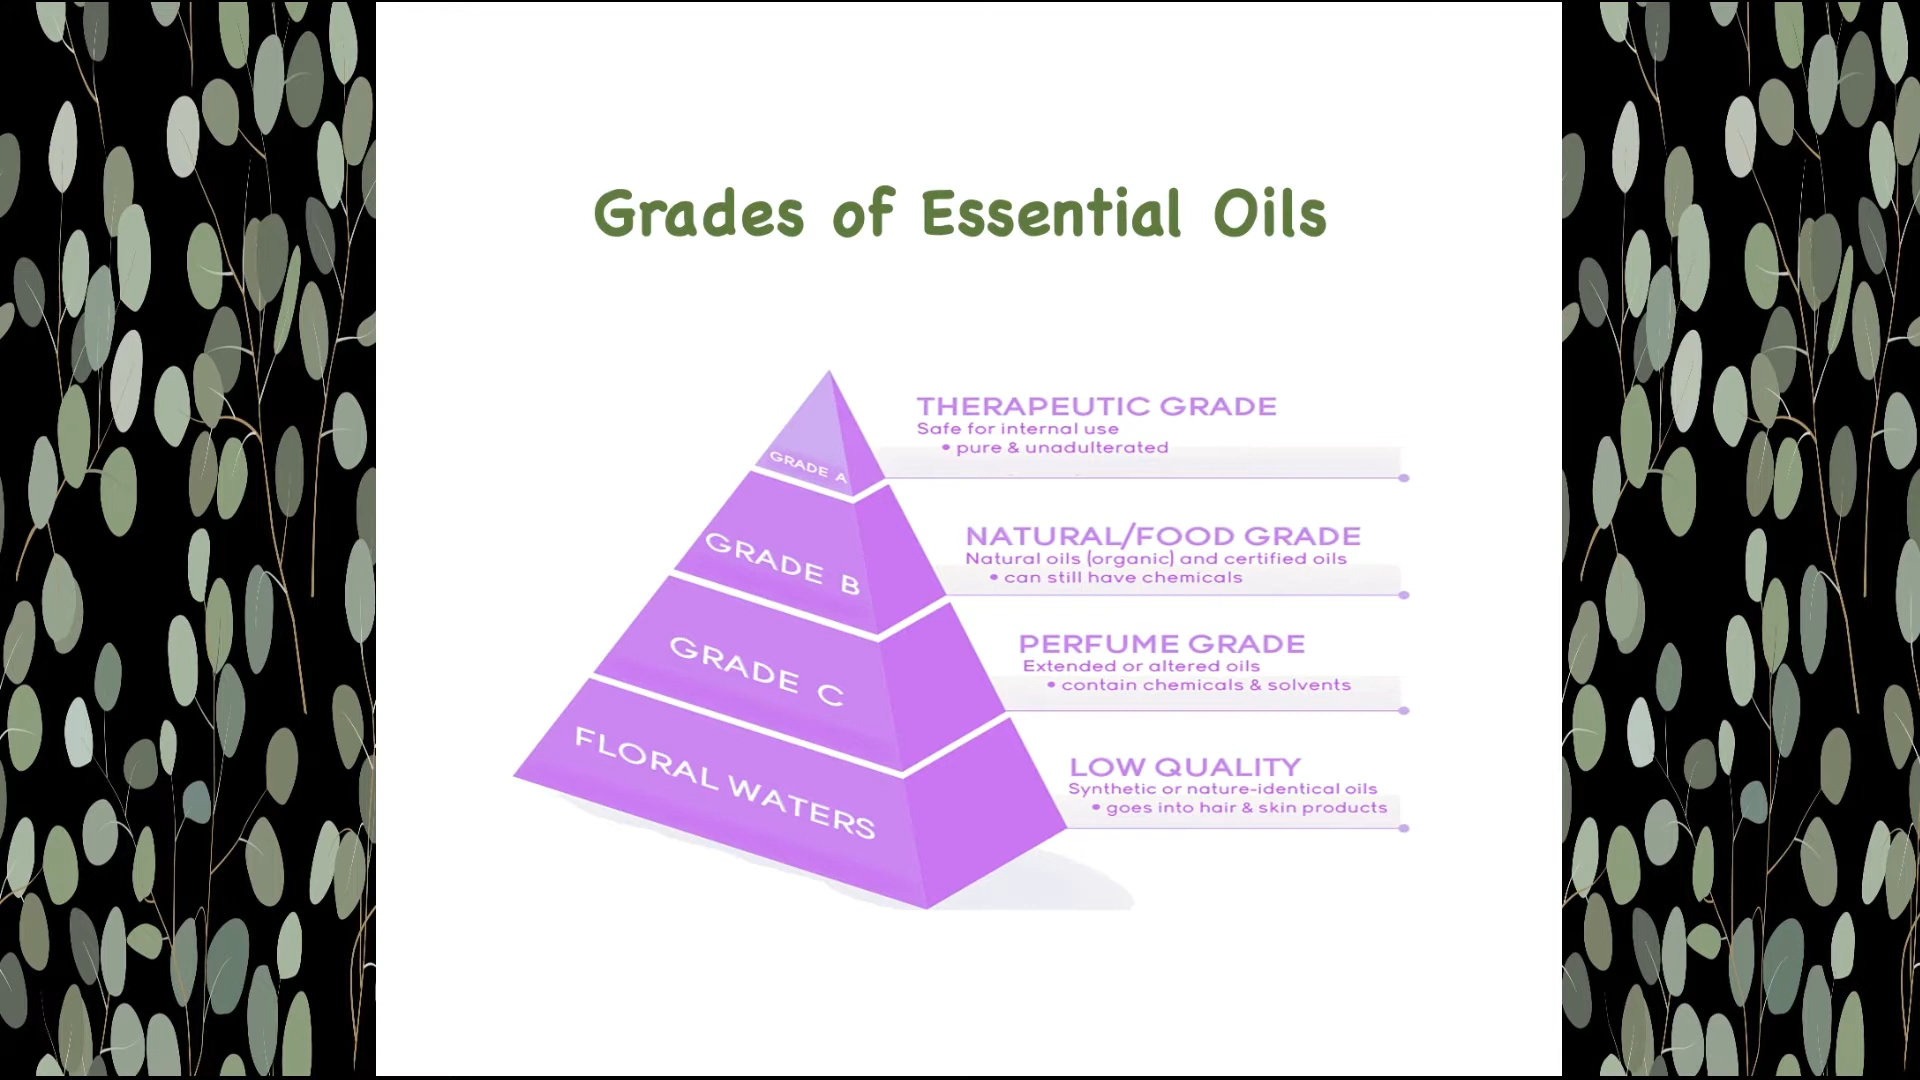 Grades of Essential Oils
THERAPEUTIC GRADE
Safe for internal use
• pure & unadulterated
GRADE A
NATURAL/FOOD GRADE
Natural oils (organic) and certified oils
• can still have chemicals
GRADE B
PERFUME GRADE
Extended or altered oils
• contain chemicals & solvents
GRADE C
LOW QUALITY
Synthetic or nature-identical oils
• goes into hair & skin products
FLORAL WATERS